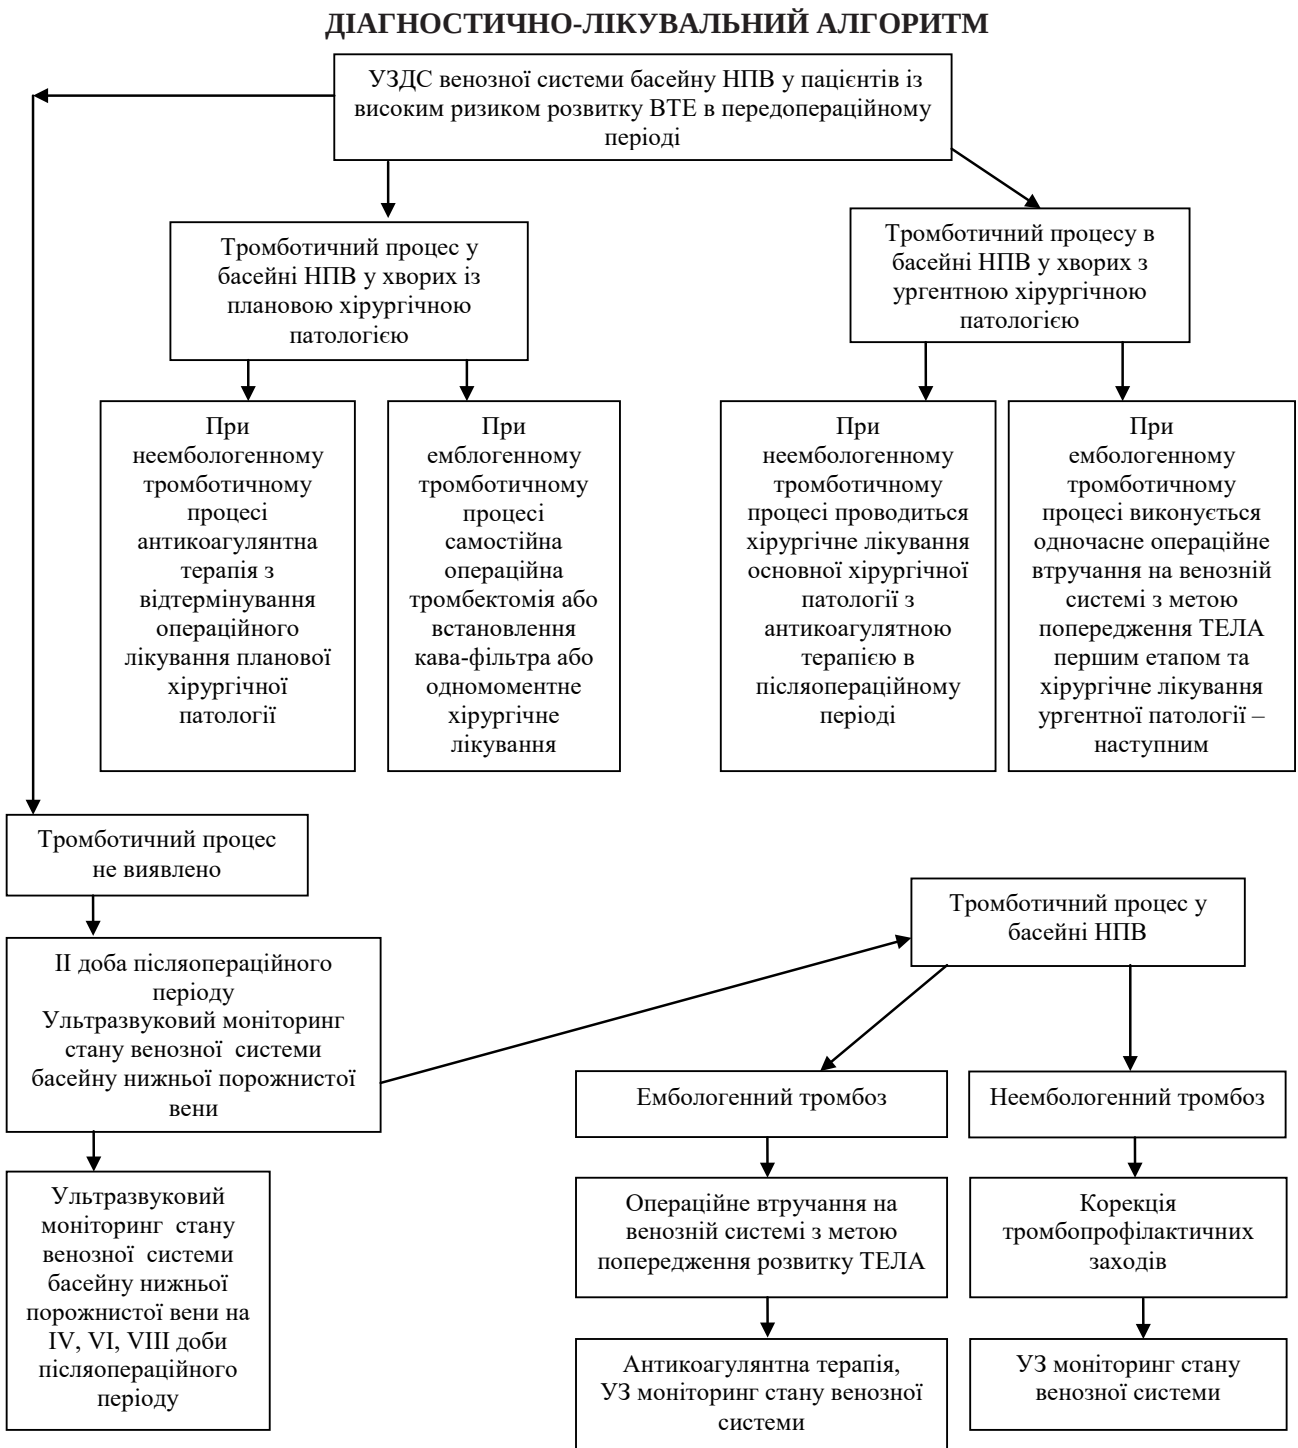 ДІАГНОСТИЧНО-ЛІКУВАЛЬНИЙ АЛГОРИТМ
УЗДС венозної системи басейну НПВ у пацієнтів із
високим ризиком розвитку ВТЕ в передопераційному
періоді
Тромботичний процес у
басейні НПВ у хворих із
плановою хірургічною
патологією
Тромботичний процесу в
басейні НПВ у хворих з
ургентною хірургічною
патологією
При
неембологенному
тромботичному
процесі
антикоагулянтна
терапія з
відтермінування
операційного
лікування планової
хірургічної
патології
При
емблогенному
тромботичному
процесі
самостійна
операційна
тромбектомія або
встановлення
кава-фільтра або
одномоментне
хірургічне
лікування
При
неембологенному
тромботичному
процесі проводиться
хірургічне лікування
основної хірургічної
патології з
антикоагулятною
терапією в
післяопераційному
періоді
При
ембологенному
тромботичному
процесі виконується
одночасне операційне
втручання на венозній
системі з метою
попередження ТЕЛА
першим етапом та
хірургічне лікування
ургентної патології –
наступним
Тромботичний процес
не виявлено
ІІ доба післяопераційного
періоду
Ультразвуковий моніторинг
стану венозної системи
басейну нижньої порожнистої
вени
Ультразвуковий
моніторинг стану
венозної системи
басейну нижньої
порожнистої вени на
IV, VI, VIII доби
післяопераційного
періоду
Тромботичний процес у
басейні НПВ
Ембологенний тромбоз
Неембологенний тромбоз
Операційне втручання на
венозній системі з метою
попередження розвитку ТЕЛА
Корекція
тромбопрофілактичних
заходів
Антикоагулянтна терапія,
УЗ моніторинг стану венозної
системи
УЗ моніторинг стану
венозної системи